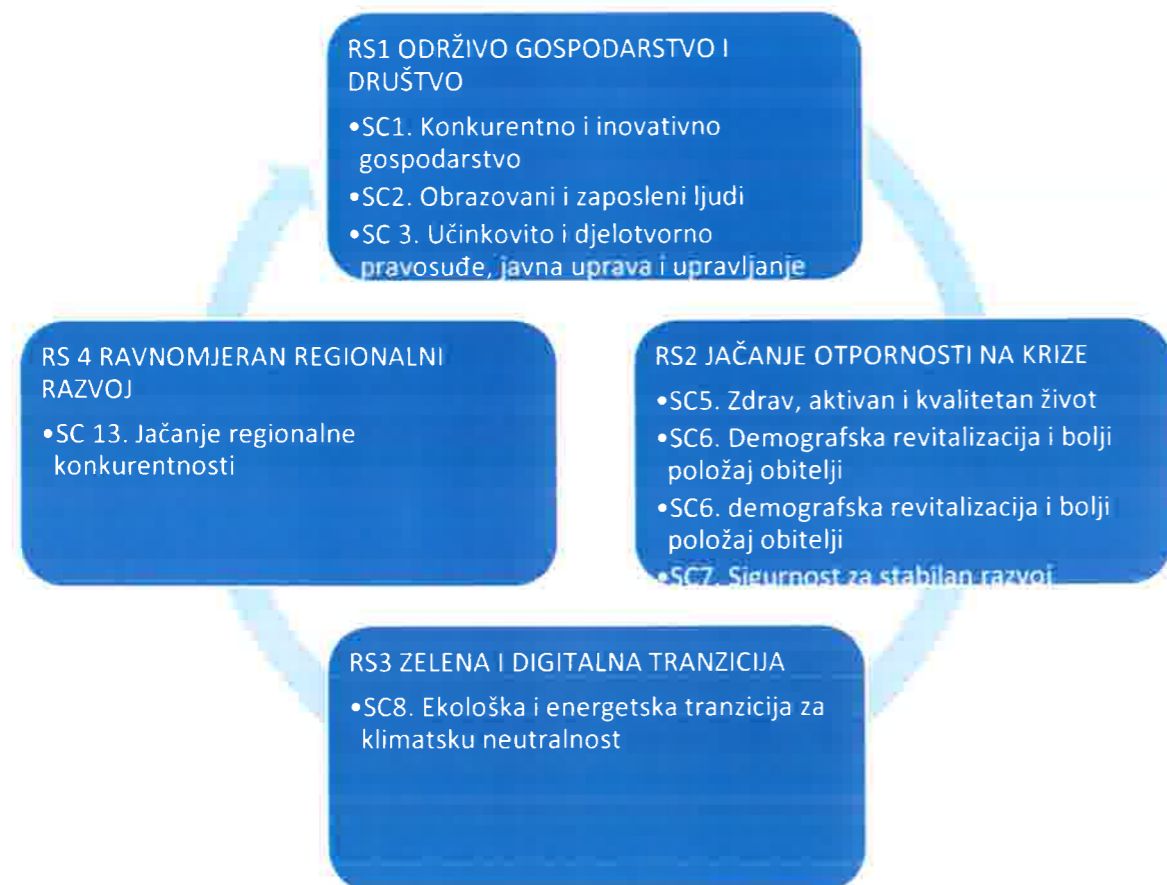 RS1 ODRŽIVO GOSPODARSTVO I
DRUŠTVO
•SC1. Konkurentno i inovativno
gospodarstvo
•SC2. Obrazovani i zaposleni ljudi
•SC 3. Učinkovito i djelotvorno
pravosuđe, javna uprava i upravljanje
RS2 JAČANJE OTPORNOSTI NA KRIZE
•SC5. Zdrav, aktivan i kvalitetan život
•SC6. Demografska revitalizacija i bolji
položaj obitelji
•SC6. demografska revitalizacija i bolji
položaj obitelji
•SC7. Sigurnost za stabilan razvoj
RS3 ZELENA I DIGITALNA TRANZICIJA
•SC8. Ekološka i energetska tranzicija za
klimatsku neutralnost
RS 4 RAVNOMJERAN REGIONALNI
RAZVOJ
•SC 13. Jačanje regionalne
konkurentnosti